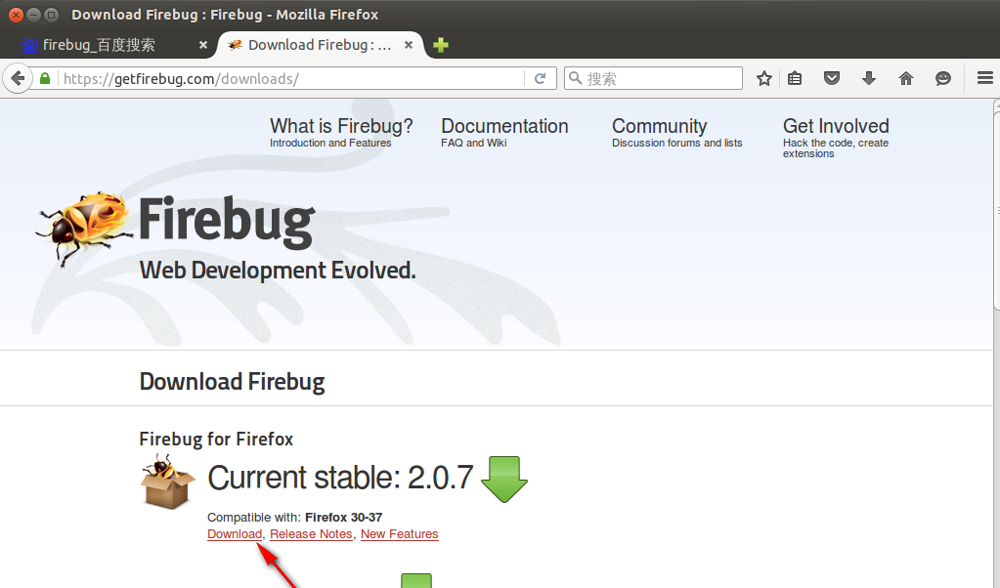 Download Firebug : Firebug - Mozilla Firefox
firebug_百度搜索
Download Firebug : ...
https://getfirebug.com/downloads/
搜索
What is Firebug?
Introduction and Features
Documentation
FAQ and Wiki
Community
Discussion forums and lists
Get Involved
Hack the code, create
extensions
Firebug
Web Development Evolved.
Download Firebug
Firebug for Firefox
Current stable: 2.0.7
Compatible with: Firefox 30-37
Download, Release Notes, New Features